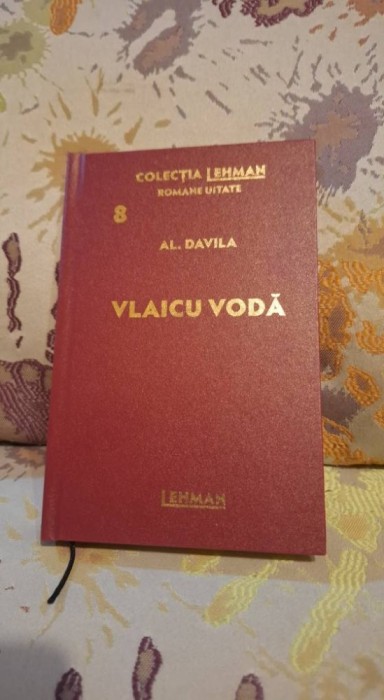 COLECȚIA LEHMAN
ROMANE UITATE
8
AL. DAVILA
VLAICU VODĂ
LEHMAN